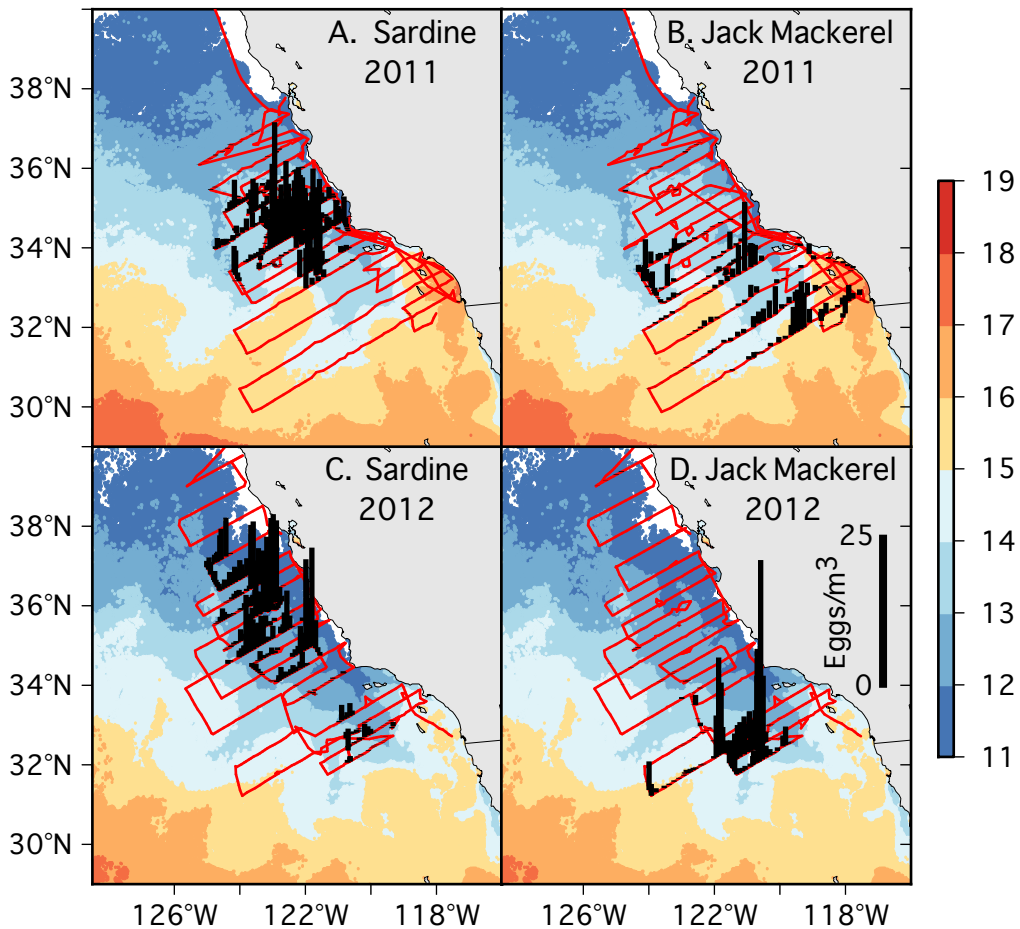 A. Sardine
2011
B. Jack Mackerel
2011
38°N
36°N
34°N
32°N
30°N
C. Sardine
2012
D. Jack Mackerel
2012
25
Eggs/m³
0
38°N
36°N
34°N
32°N
30°N
126°W
122°W
118°W
126°W
122°W
118°W
19
18
17
16
15
14
13
12
11